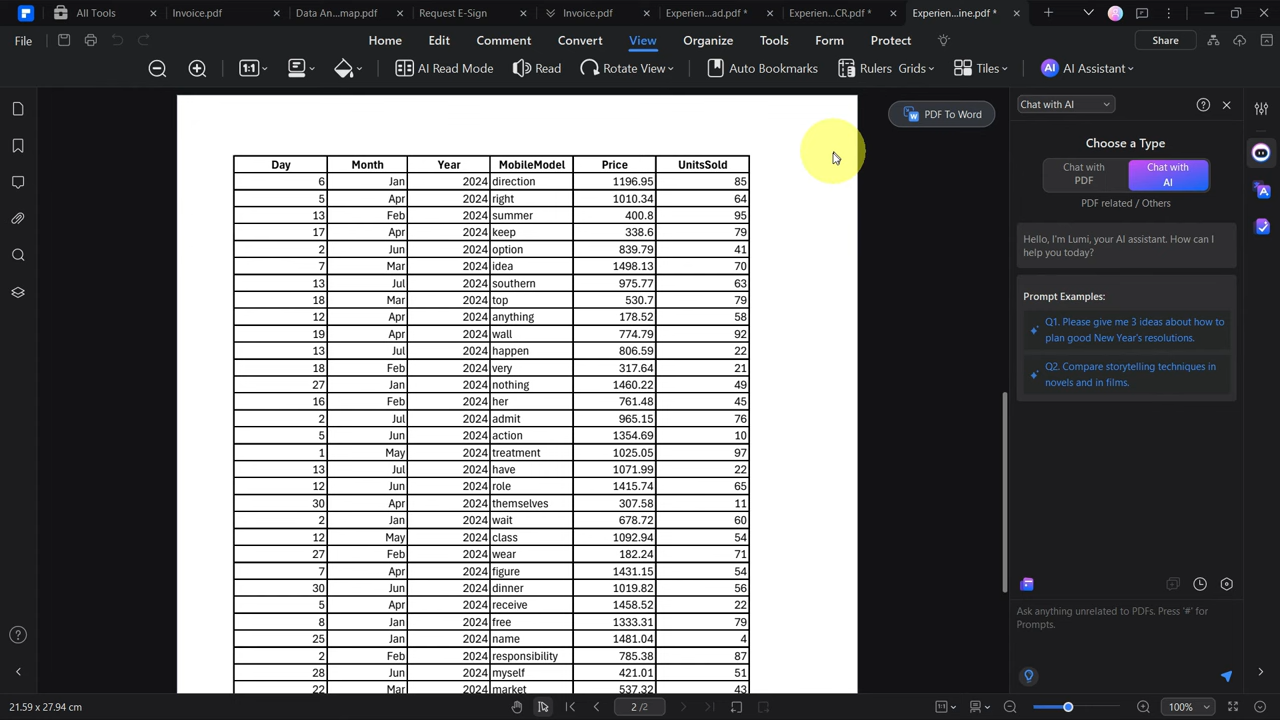 All Tools
Invoice.pdf
Data An...map.pdf
Request E-Sign
Invoice.pdf
Experien...ad.pdf *
Experien...CR.pdf *
Experien...ine.pdf *
File
Home
Edit
Comment
Convert
View
Organize
Tools
Form
Protect
Share
1:1
AI Read Mode
Read
Rotate View
Auto Bookmarks
Rulers
Grids
Tiles
AI
AI Assistant
PDF To Word
Day Month Year MobileModel Price UnitsSold
6 Jan 2024 direction 1196.95 85
5 Apr 2024 right 1010.34 64
13 Feb 2024 summer 400.8 95
17 Apr 2024 keep 338.6 79
2 Jun 2024 option 839.79 41
7 Mar 2024 idea 1498.13 70
13 Jul 2024 southern 975.77 63
18 Mar 2024 top 530.7 79
12 Apr 2024 anything 178.52 58
19 Apr 2024 wall 774.79 92
13 Jul 2024 happen 806.59 22
18 Feb 2024 very 317.64 21
27 Jan 2024 nothing 1460.22 49
16 Feb 2024 her 761.48 45
2 Jul 2024 admit 965.15 76
5 Jun 2024 action 1354.69 10
1 May 2024 treatment 1025.05 97
13 Jul 2024 have 1071.99 22
12 Jun 2024 role 1415.74 65
30 Apr 2024 themselves 307.58 11
2 Jan 2024 wait 678.72 60
12 May 2024 class 1092.94 54
27 Feb 2024 wear 182.24 71
7 Apr 2024 figure 1431.15 54
30 Jun 2024 dinner 1019.82 56
5 Apr 2024 receive 1458.52 22
8 Jan 2024 free 1333.31 79
25 Jan 2024 name 1481.04 4
2 Feb 2024 responsibility 785.38 87
28 Jun 2024 myself 421.01 51
22 Mar 2024 market 537.32 43
Chat with AI
Choose a Type
Chat with
PDF
Chat with
AI
PDF related / Others
Hello, I'm Lumi, your AI assistant. How can I
help you today?
Prompt Examples:
Q1. Please give me 3 ideas about how to
plan good New Year's resolutions.
Q2. Compare storytelling techniques in
novels and in films.
Ask anything unrelated to PDFs. Press '#' for
Prompts.
21.59 x 27.94 cm
2 /2
1:1
100%